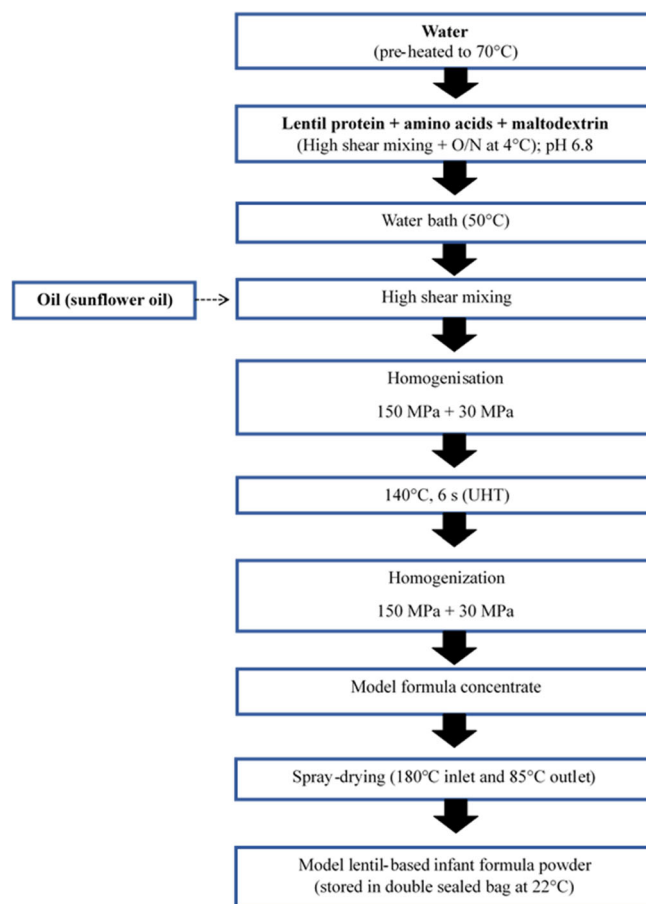 Water
(pre-heated to 70°C)
Lentil protein + amino acids + maltodextrin
(High shear mixing + O/N at 4°C); pH 6.8
Water bath (50°C)
Oil (sunflower oil)
High shear mixing
Homogenisation
150 MPa + 30 MPa
140°C, 6 s (UHT)
Homogenization
150 MPa + 30 MPa
Model formula concentrate
Spray-drying (180°C inlet and 85°C outlet)
Model lentil-based infant formula powder
(stored in double sealed bag at 22°C)